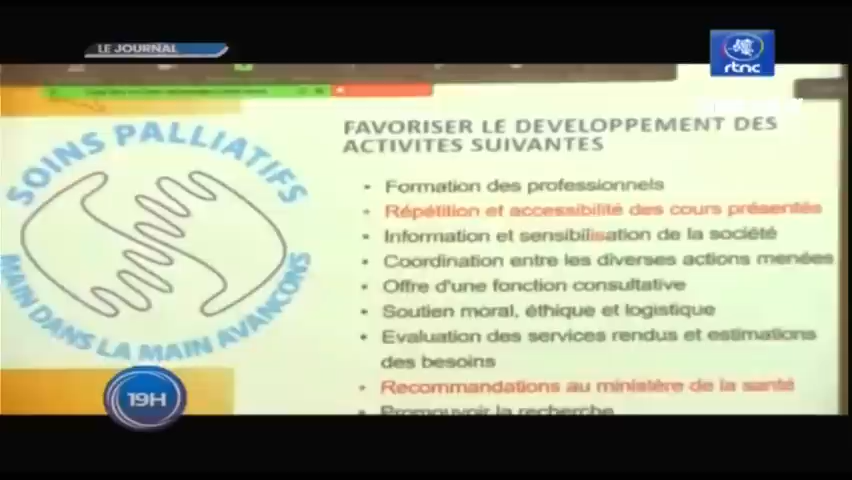 LE JOURNAL
rtnc
SOINS PALLIATIFS
MAIN DANS LA MAIN AVANCONS
FAVORISER LE DEVELOPPEMENT DES
ACTIVITES SUIVANTES
• Formation des professionnels
• Répétition et accessibilité des cours présentés
• Information et sensibilisation de la société
• Coordination entre les diverses actions menées
• Offre d'une fonction consultative
• Soutien moral, éthique et logistique
• Evaluation des services rendus et estimations
des besoins
• Recommandations au ministère de la santé
• Promouvoir la recherche
19H